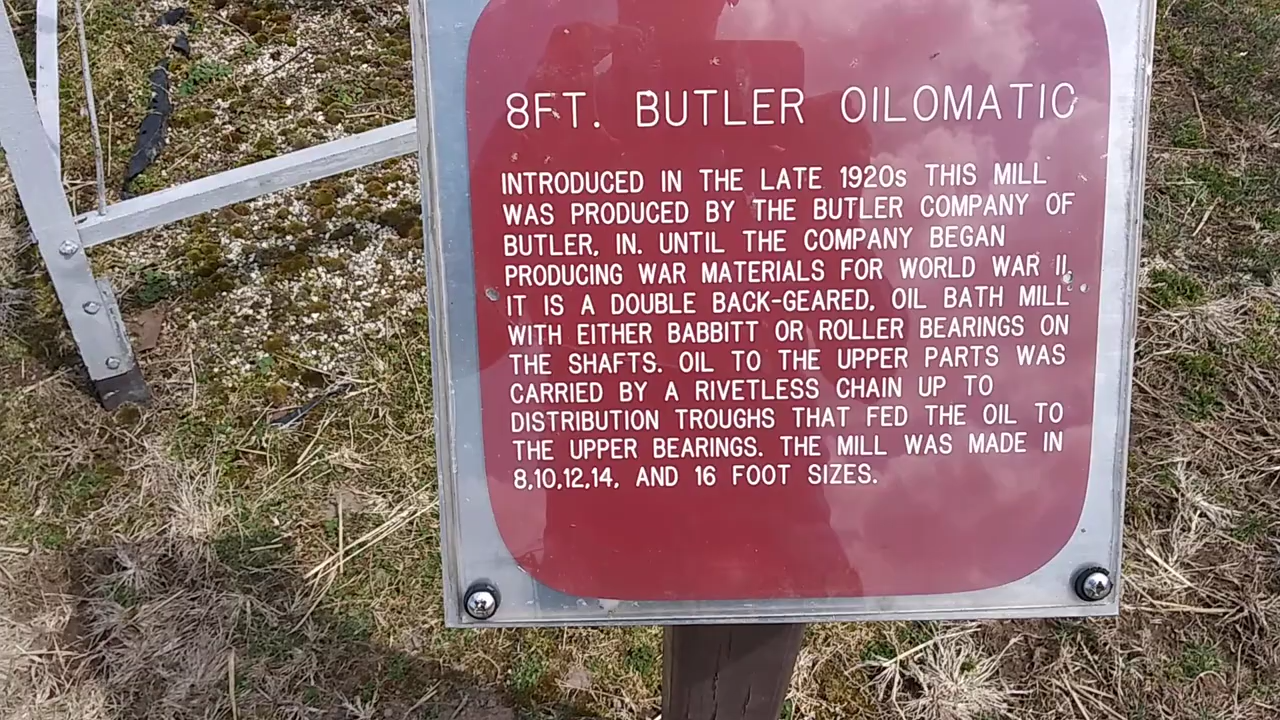 8FT. BUTLER OILOMATIC
INTRODUCED IN THE LATE 1920s THIS MILL
WAS PRODUCED BY THE BUTLER COMPANY OF
BUTLER, IN. UNTIL THE COMPANY BEGAN
PRODUCING WAR MATERIALS FOR WORLD WAR II
IT IS A DOUBLE BACK-GEARED, OIL BATH MILL
WITH EITHER BABBITT OR ROLLER BEARINGS ON
THE SHAFTS. OIL TO THE UPPER PARTS WAS
CARRIED BY A RIVETLESS CHAIN UP TO
DISTRIBUTION TROUGHS THAT FED THE OIL TO
THE UPPER BEARINGS. THE MILL WAS MADE IN
8,10,12,14, AND 16 FOOT SIZES.